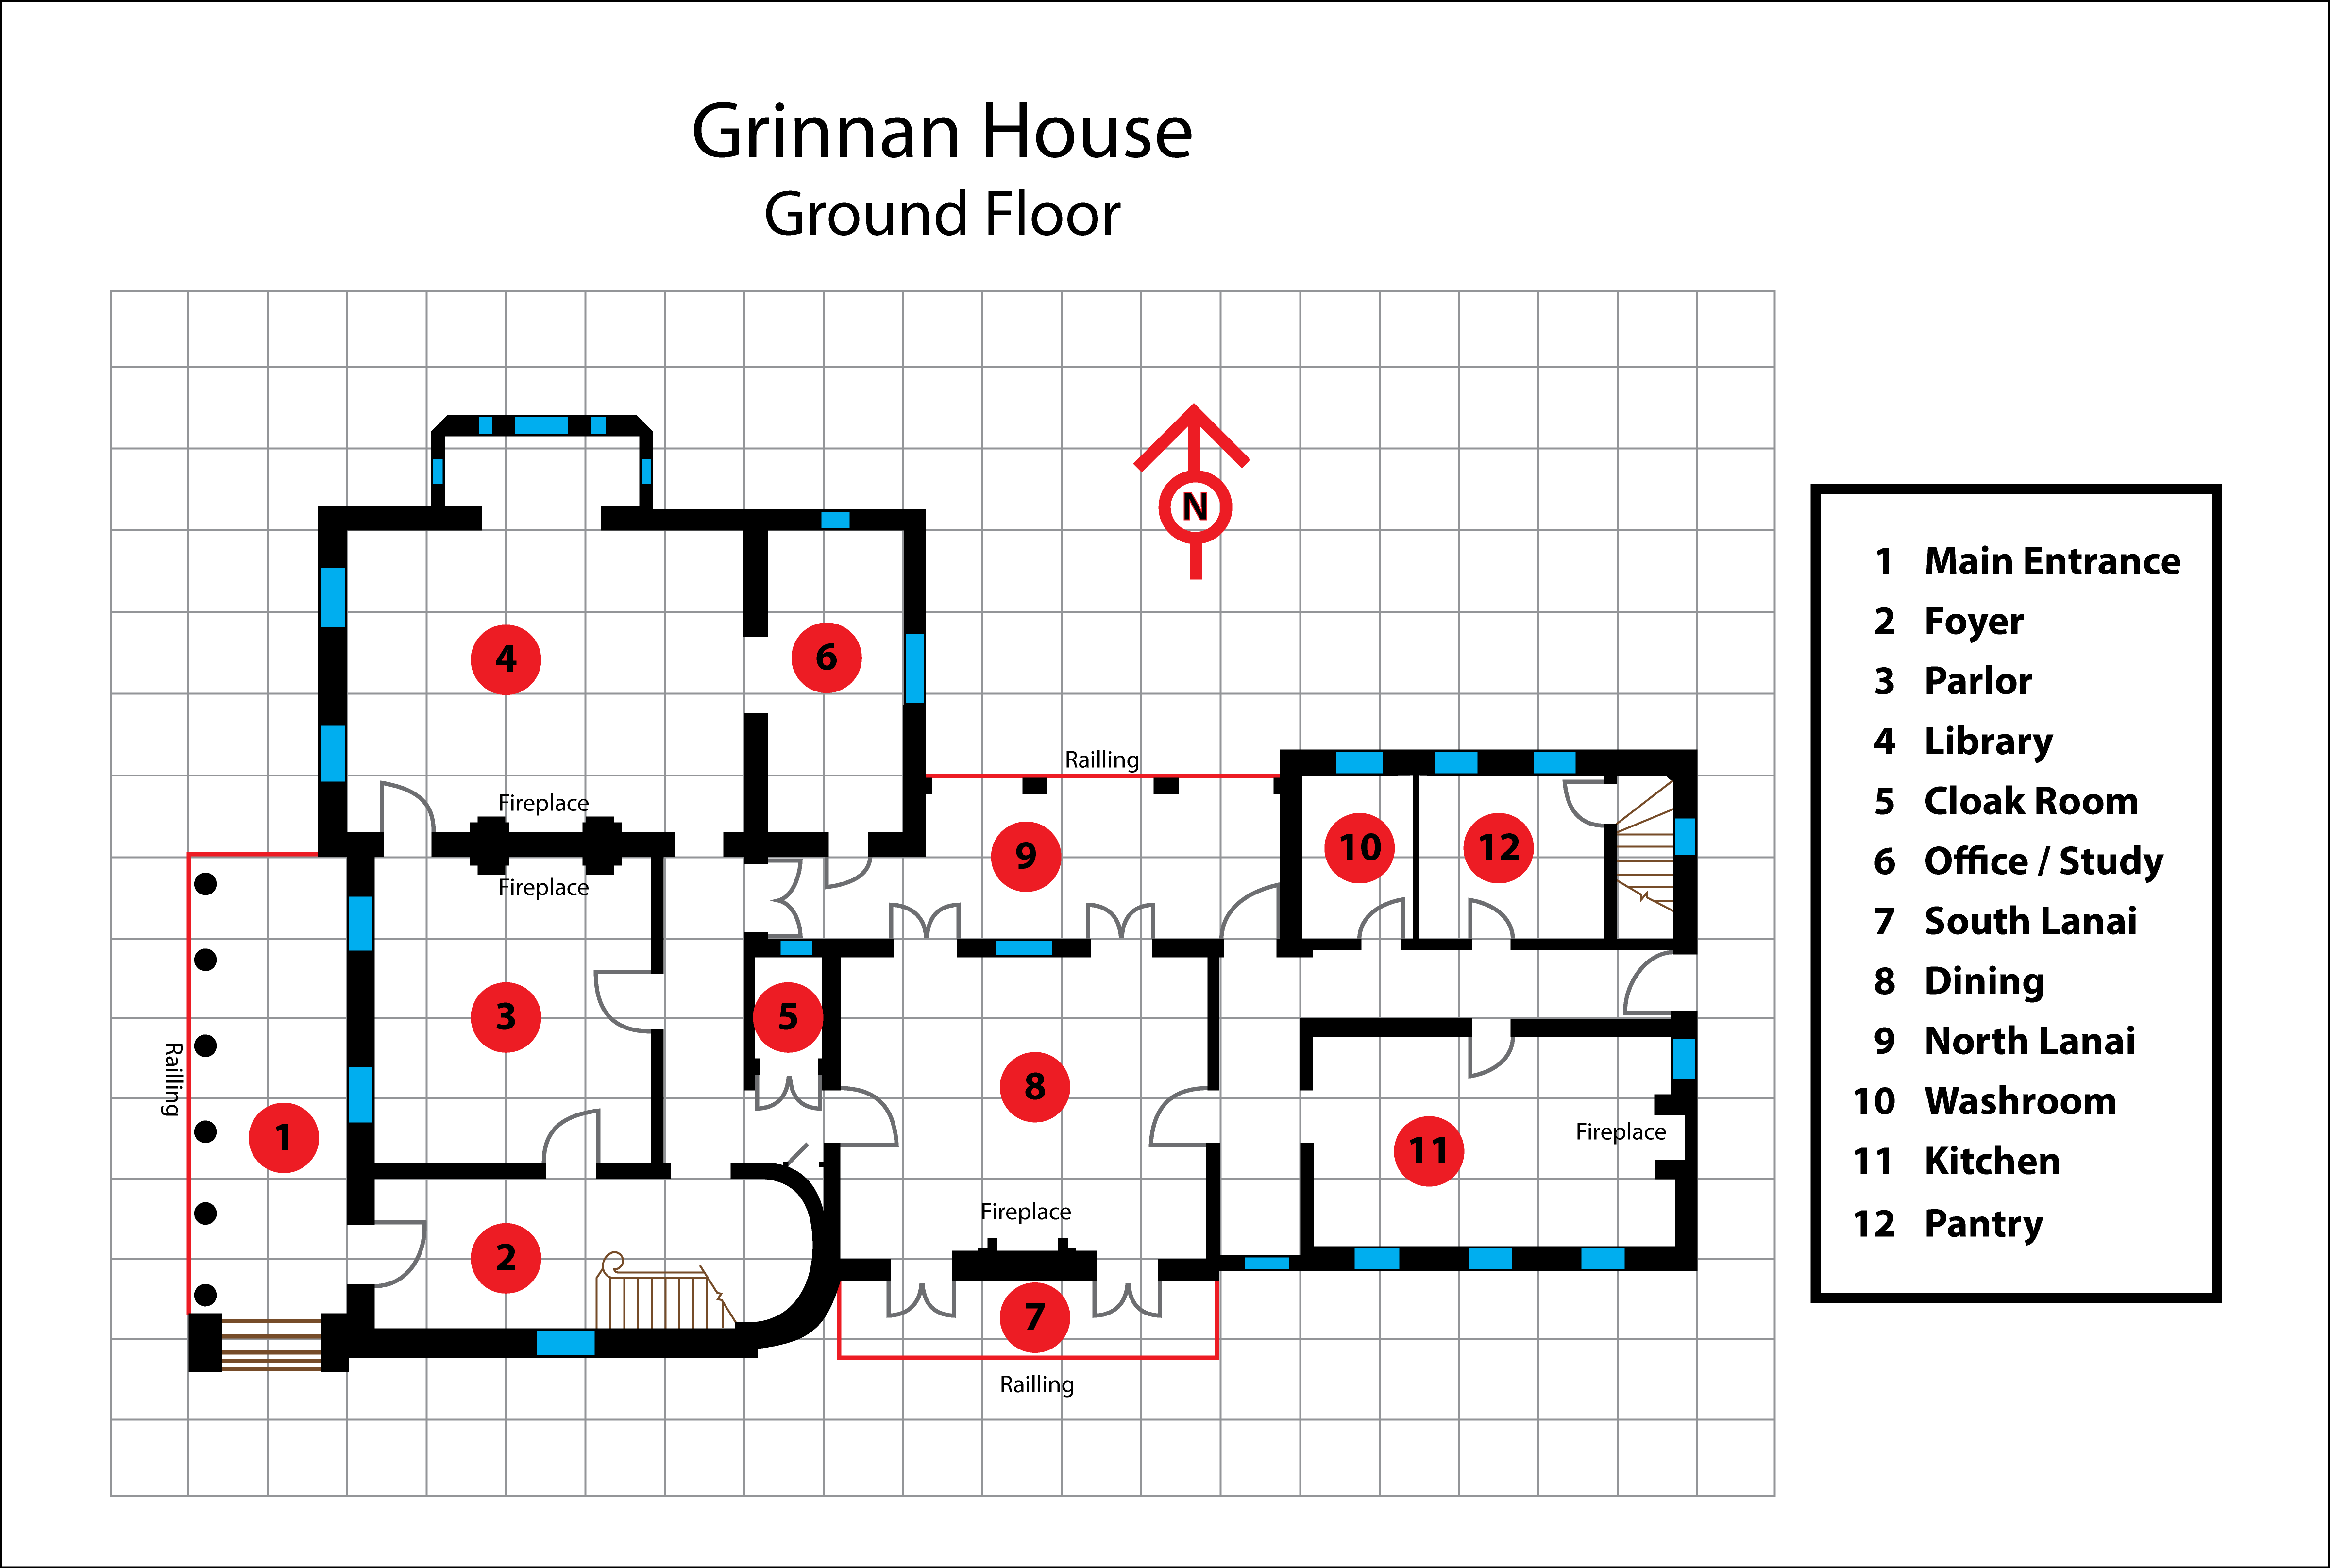 Grinnan House
Ground Floor
N
4
6
Railling
Fireplace
Fireplace
9
10
12
3
5
8
Railling
1
11
Fireplace
Fireplace
2
7
Railling
1 Main Entrance
2 Foyer
3 Parlor
4 Library
5 Cloak Room
6 Office / Study
7 South Lanai
8 Dining
9 North Lanai
10 Washroom
11 Kitchen
12 Pantry